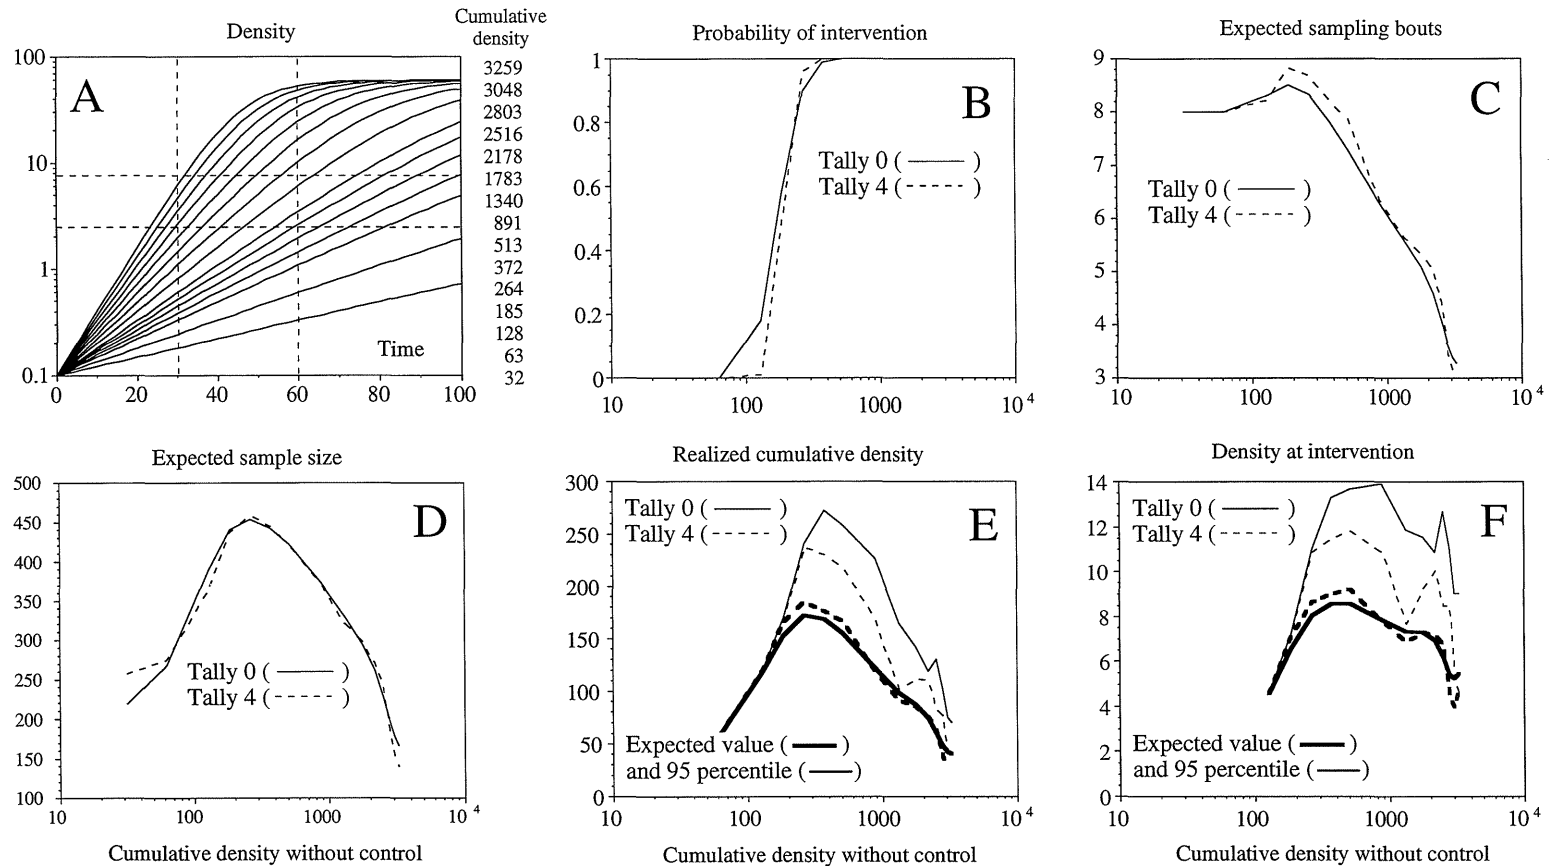 Density
Cumulative
density
100
10
1
0.1
A
Time
0
20
40
60
80
100
3259
3048
2803
2516
2178
1783
1340
891
513
372
264
185
128
63
32
Probability of intervention
1
0.8
0.6
0.4
0.2
0
B
Tally 0 ( )
Tally 4 ( )
10
100
1000
10 4
Expected sampling bouts
9
8
7
6
5
4
3
C
Tally 0 ( )
Tally 4 ( )
10
100
1000
10 4
Expected sample size
500
450
400
350
300
250
200
150
100
D
Tally 0 ( )
Tally 4 ( )
10
100
1000
10 4
Cumulative density without control
Realized cumulative density
300
250
200
150
100
50
0
Tally 0 ( )
Tally 4 ( )
E
Expected value ( )
and 95 percentile ( )
10
100
1000
10 4
Cumulative density without control
Density at intervention
14
12
10
8
6
4
2
0
Tally 0 ( )
Tally 4 ( )
F
Expected value ( )
and 95 percentile ( )
10
100
1000
10 4
Cumulative density without control